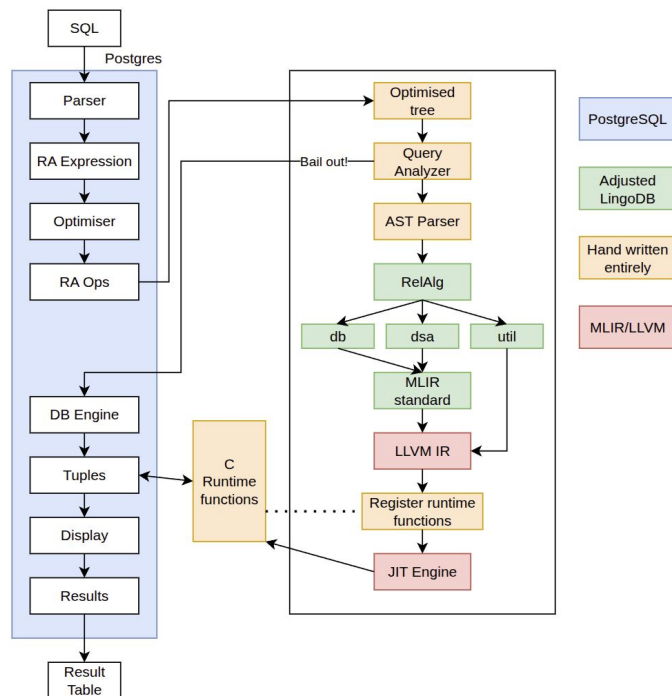 SQL
Postgres
Parser
RA Expression
Optimiser
RA Ops
DB Engine
Tuples
Display
Results
Result
Table
C
Runtime
functions
Bail out!
Optimised
tree
Query
Analyzer
AST Parser
RelAlg
db
dsa
util
MLIR
standard
LLVM IR
Register runtime
functions
JIT Engine
PostgreSQL
Adjusted
LingoDB
Hand written
entirely
MLIR/LLVM